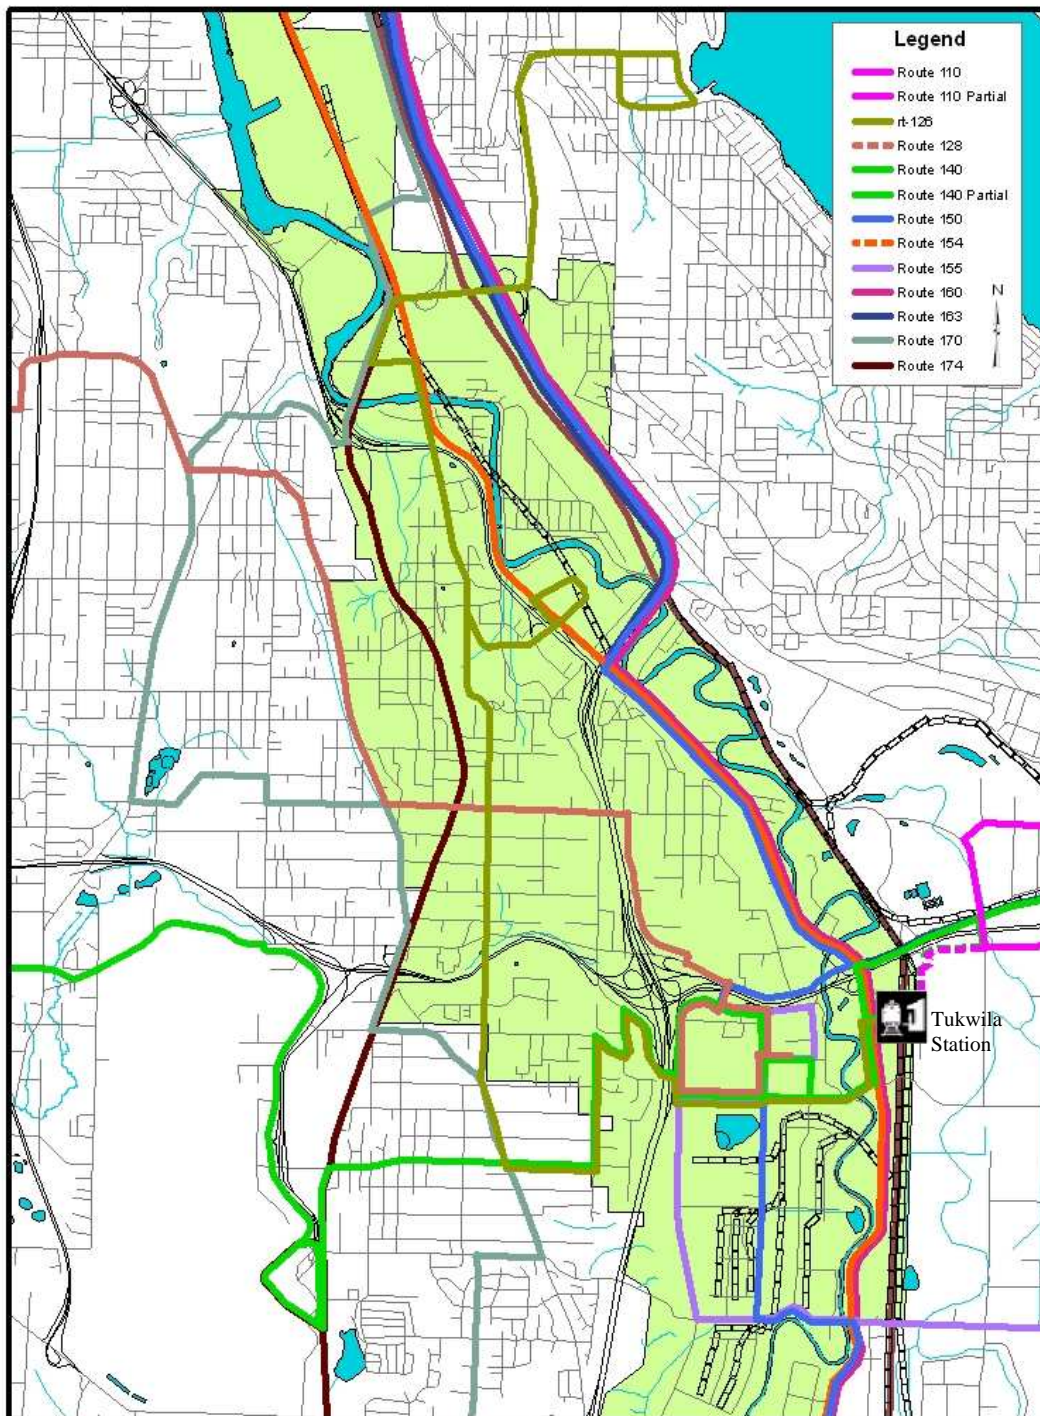 Legend
Route 110
Route 110 Partial
rt-126
Route 128
Route 140
Route 140 Partial
Route 150
Route 154
Route 155
Route 160
Route 163
Route 170
Route 174
N
Tukwila
Station